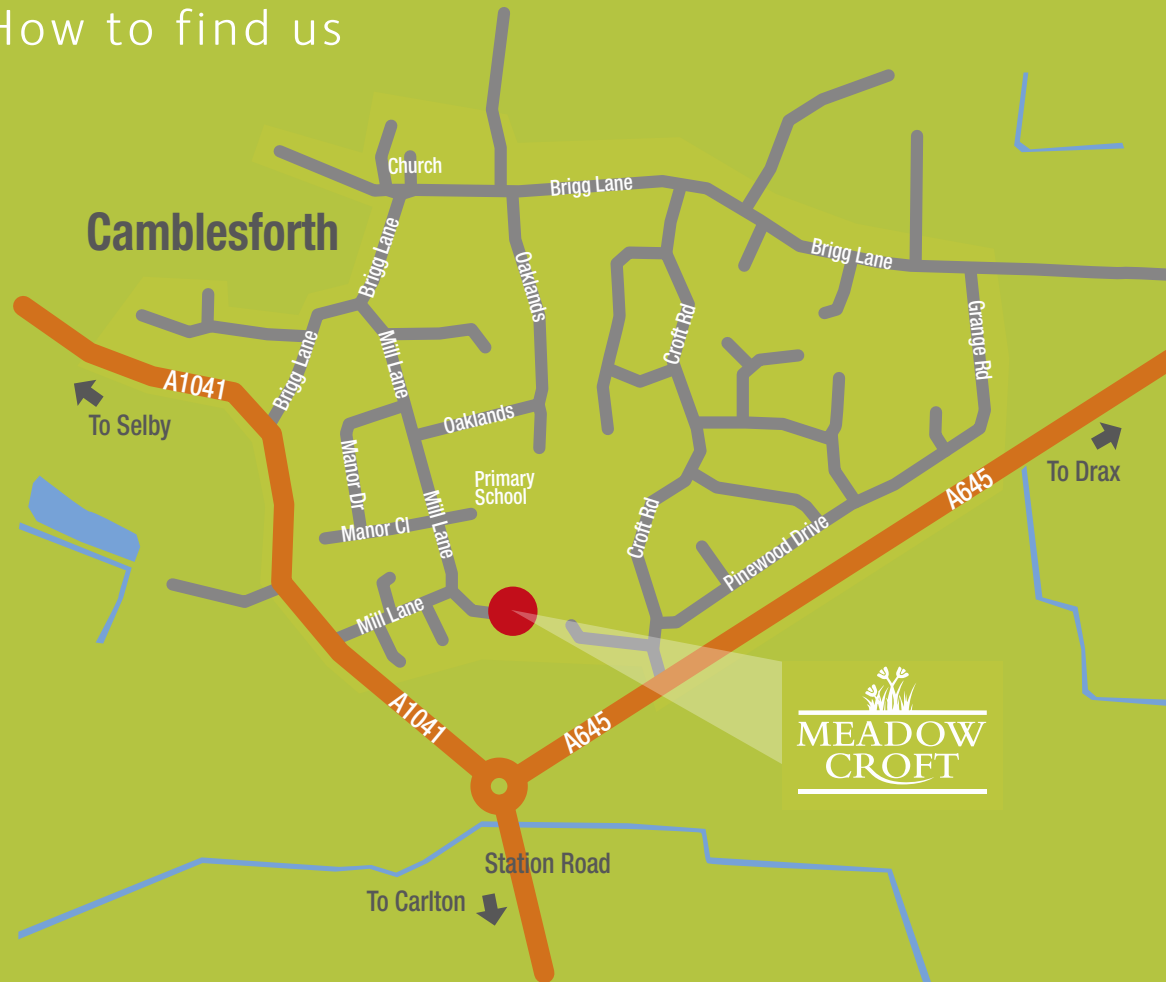 How to find us
Church
Brigg Lane
Camblesforth
Brigg Lane
Oaklands
Brigg Lane
Croft Rd
Grange Rd
A1041
Brigg Lane
Mill Lane
To Selby
Oaklands
Manor Dr
Primary
School
To Drax
A645
Manor Cl
Mill Lane
Croft Rd
Pinewood Drive
Mill Lane
A1041
A645
MEADOW
CROFT
Station Road
To Carlton